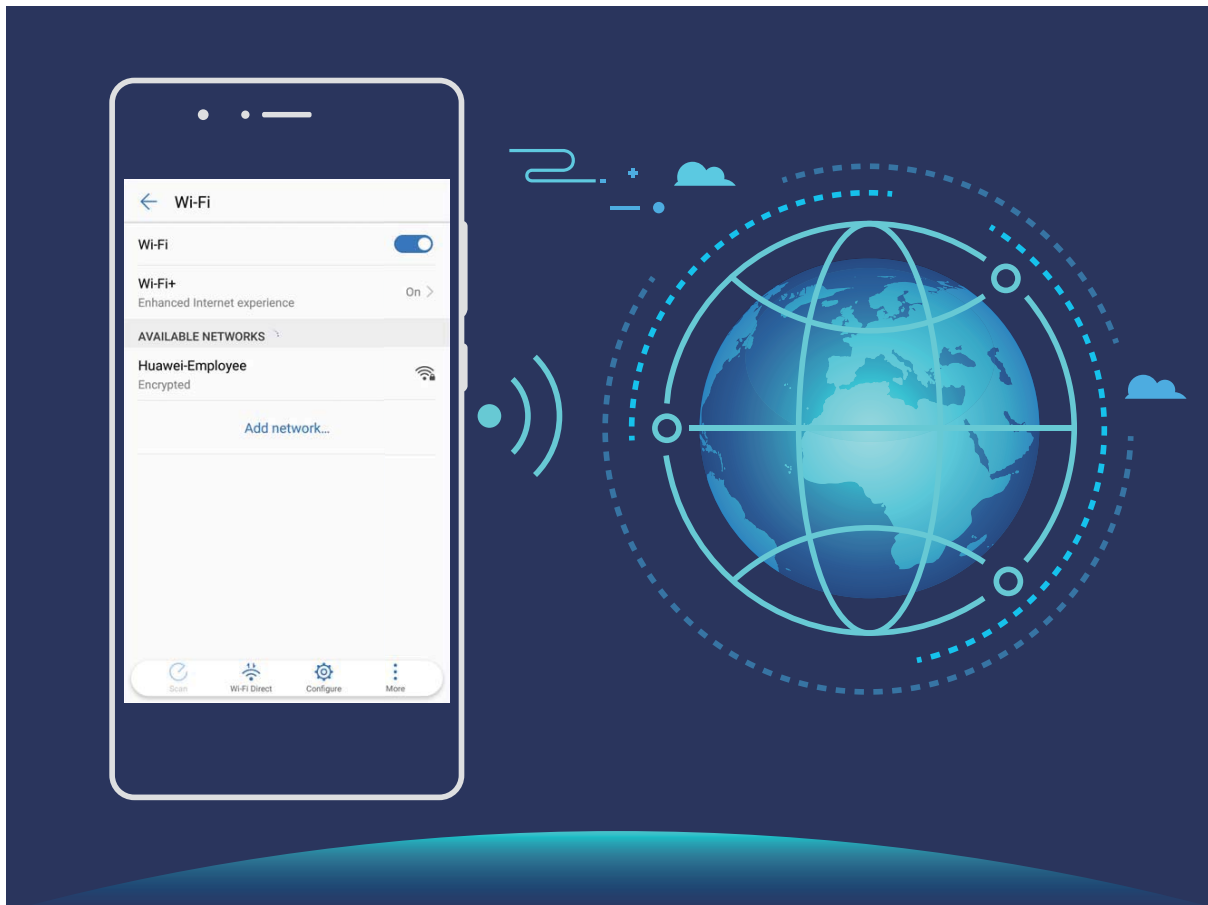 Wi-Fi
Wi-Fi
Wi-Fi+
Enhanced Internet experience
On
AVAILABLE NETWORKS
Huawei-Employee
Encrypted
Add network...
Scan
Wi-Fi Direct
Configure
More